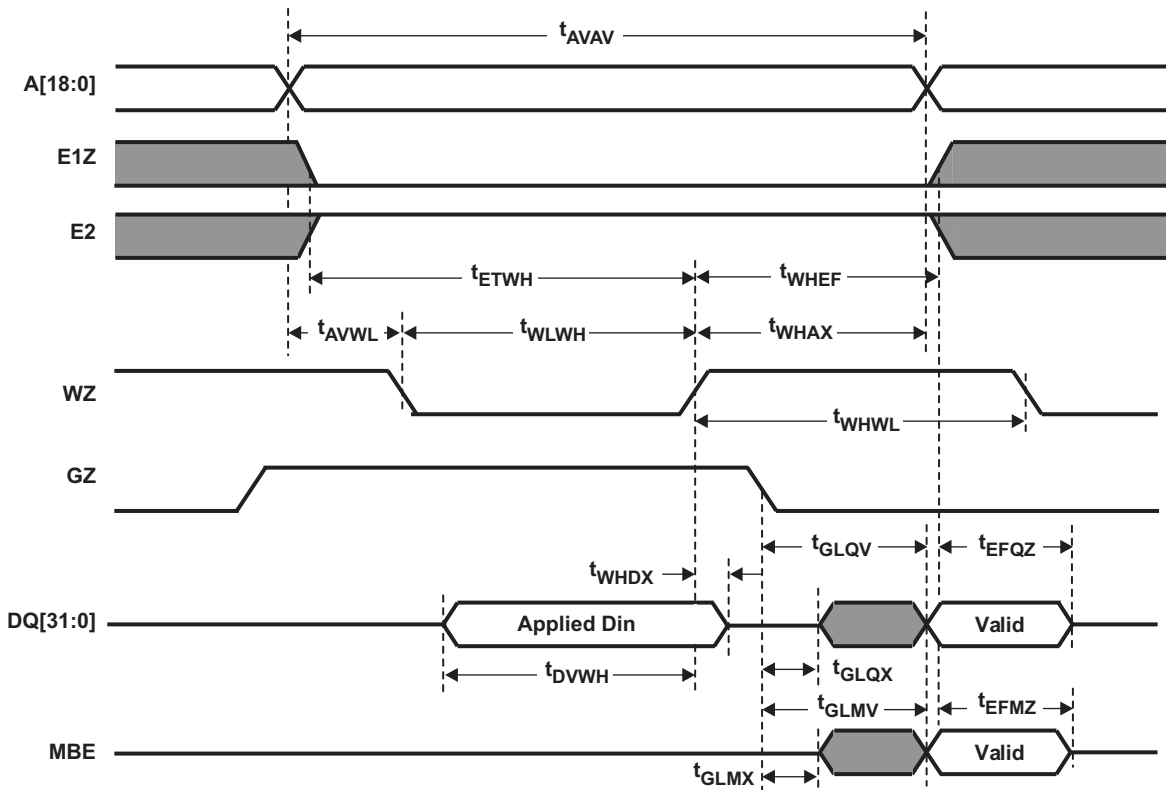 tAVAV
A[18:0]
E1Z
E2
tETWH
tWHEF
tAVWL
tWLWH
tWHAX
WZ
tWHWL
GZ
tGLQV
tEFQZ
tWHDX
DQ[31:0]
Applied Din
Valid
tDVWH
tGLQX
tGLMV
tEFMZ
MBE
Valid
tGLMX